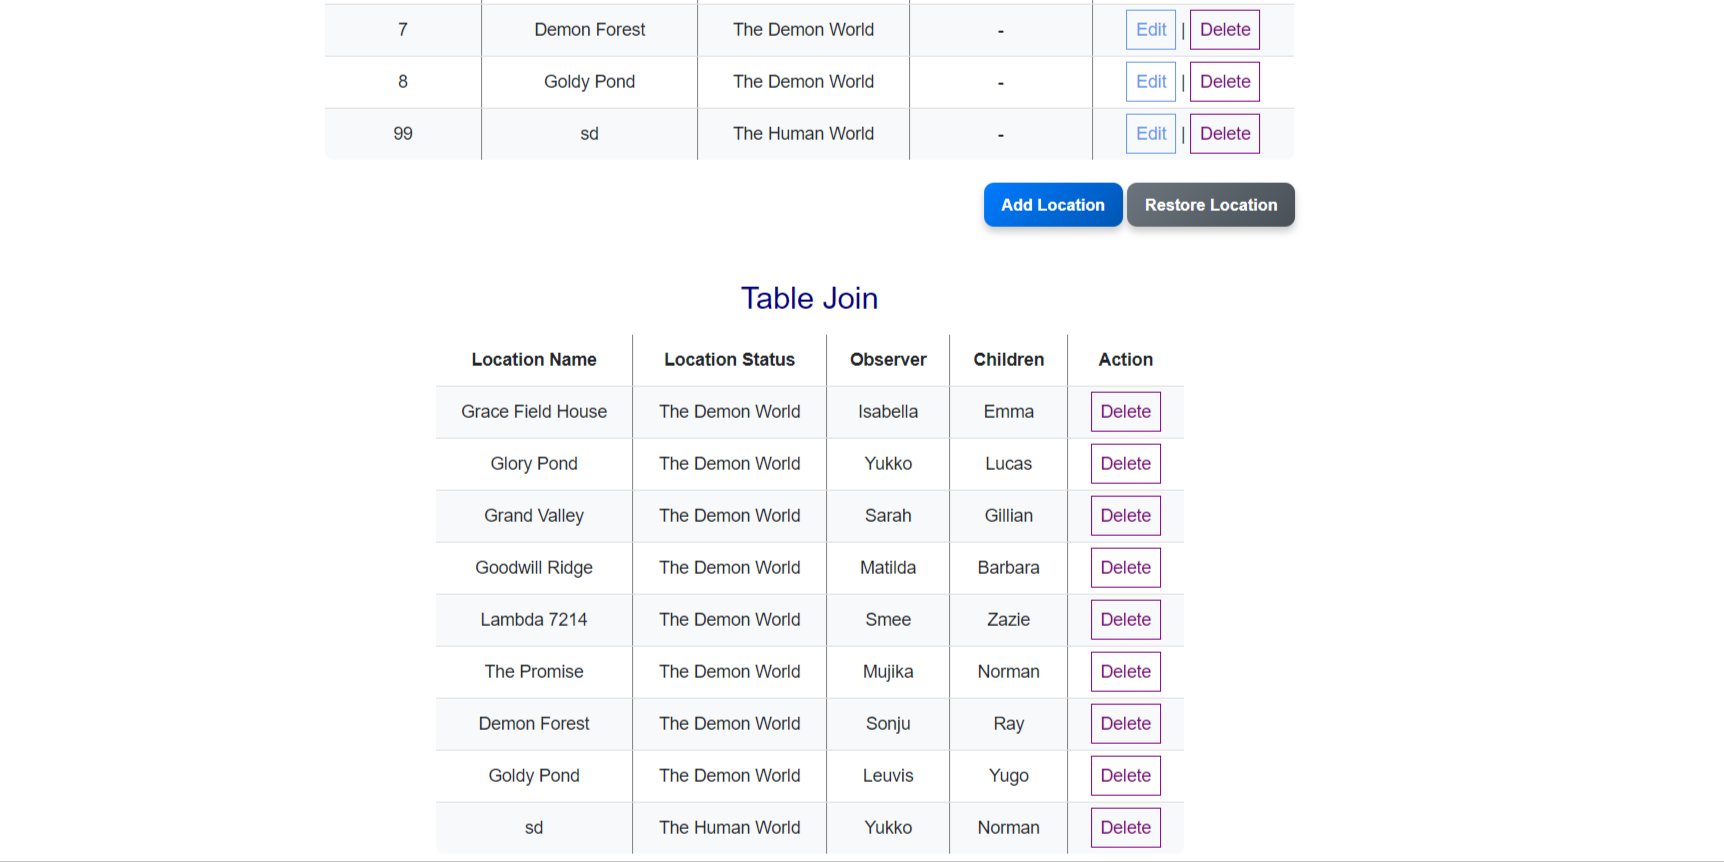 7 Demon Forest The Demon World - Edit | Delete
8 Goldy Pond The Demon World - Edit | Delete
99 sd The Human World - Edit | Delete
Add Location Restore Location
Table Join
Location Name Location Status Observer Children Action
Grace Field House The Demon World Isabella Emma Delete
Glory Pond The Demon World Yukko Lucas Delete
Grand Valley The Demon World Sarah Gillian Delete
Goodwill Ridge The Demon World Matilda Barbara Delete
Lambda 7214 The Demon World Smee Zazie Delete
The Promise The Demon World Mujika Norman Delete
Demon Forest The Demon World Sonju Ray Delete
Goldy Pond The Demon World Leuvis Yugo Delete
sd The Human World Yukko Norman Delete